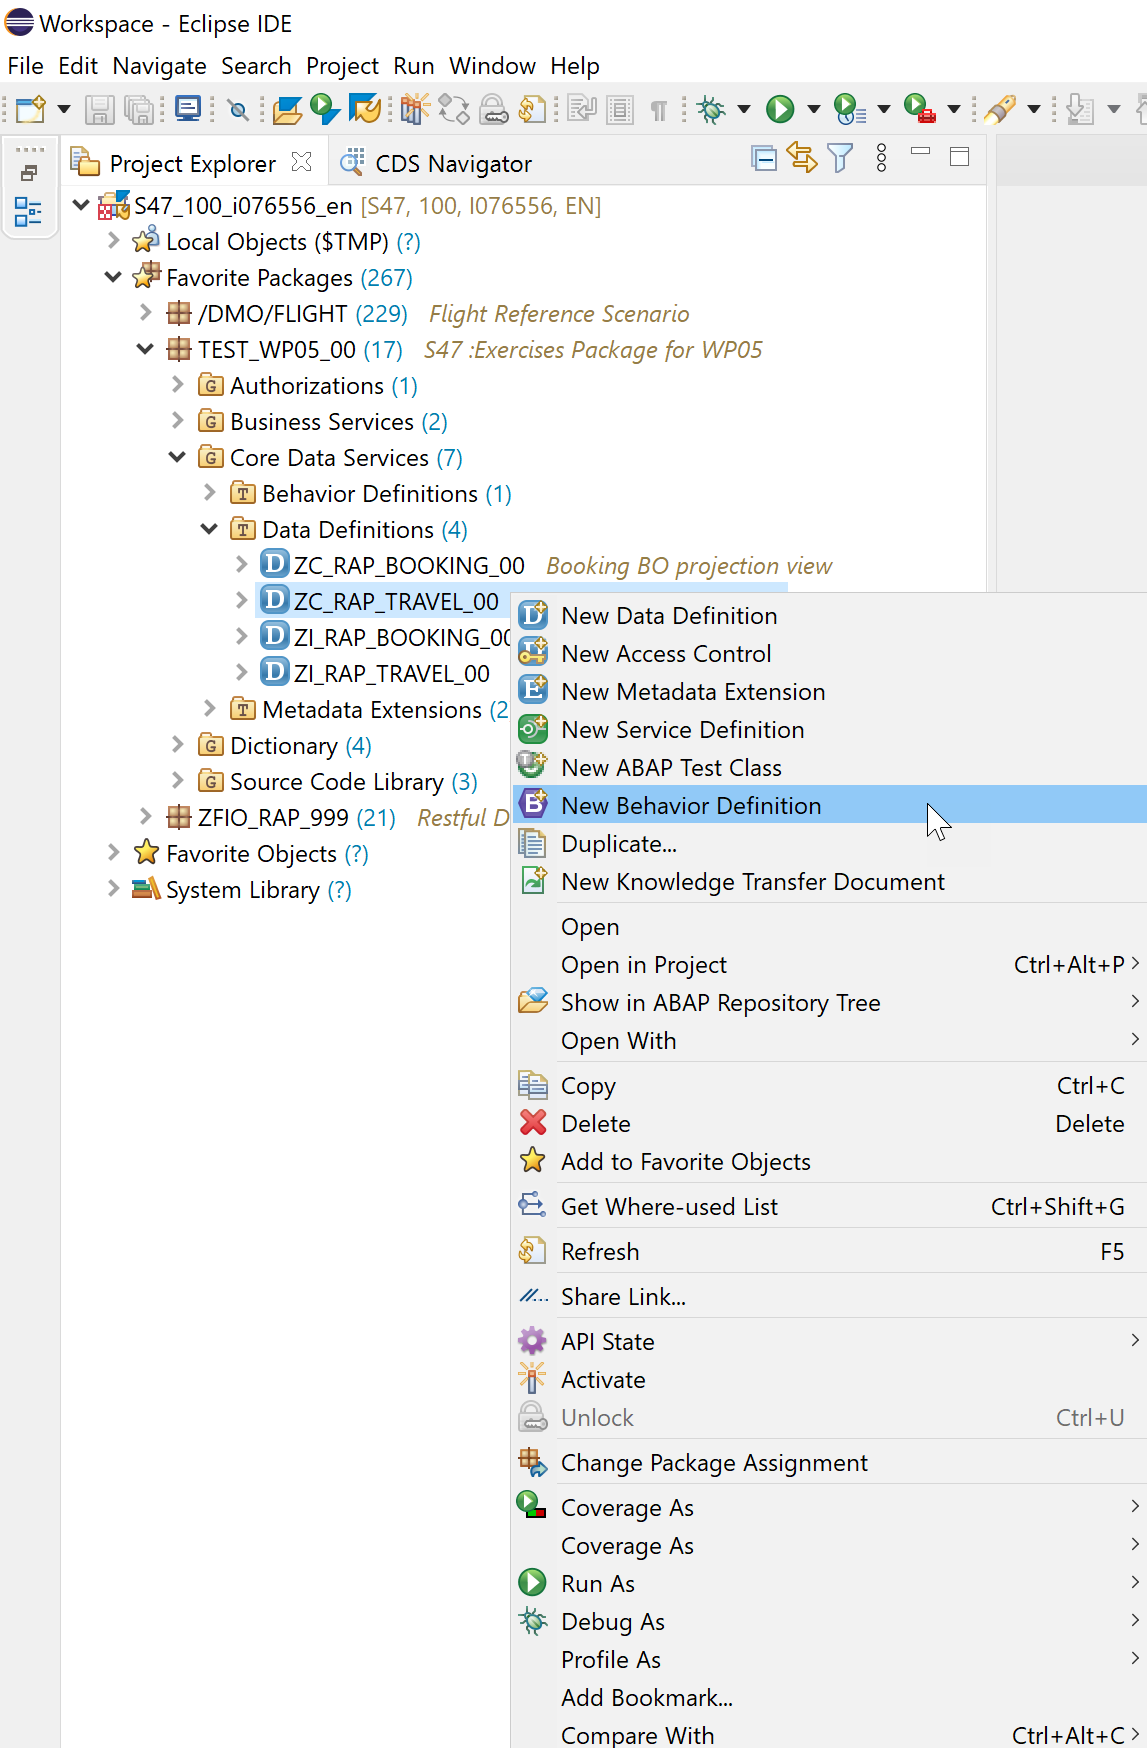 Workspace - Eclipse IDE
File Edit Navigate Search Project Run Window Help
Project Explorer CDS Navigator
S47_100_i076556_en [S47, 100, I076556, EN]
Local Objects ($TMP) (?)
Favorite Packages (267)
/DMO/FLIGHT (229) Flight Reference Scenario
TEST_WP05_00 (17) S47 :Exercises Package for WP05
Authorizations (1)
Business Services (2)
Core Data Services (7)
Behavior Definitions (1)
Data Definitions (4)
ZC_RAP_BOOKING_00 Booking BO projection view
ZC_RAP_TRAVEL_00
ZI_RAP_BOOKING_00
ZI_RAP_TRAVEL_00
Metadata Extensions (2
Dictionary (4)
Source Code Library (3)
ZFIO_RAP_999 (21) Restful D
Favorite Objects (?)
System Library (?)
New Data Definition
New Access Control
New Metadata Extension
New Service Definition
New ABAP Test Class
New Behavior Definition
Duplicate...
New Knowledge Transfer Document
Open
Open in Project Ctrl+Alt+P
Show in ABAP Repository Tree
Open With
Copy Ctrl+C
Delete Delete
Add to Favorite Objects
Get Where-used List Ctrl+Shift+G
Refresh F5
Share Link...
API State
Activate
Unlock Ctrl+U
Change Package Assignment
Coverage As
Coverage As
Run As
Debug As
Profile As
Add Bookmark...
Compare With Ctrl+Alt+C